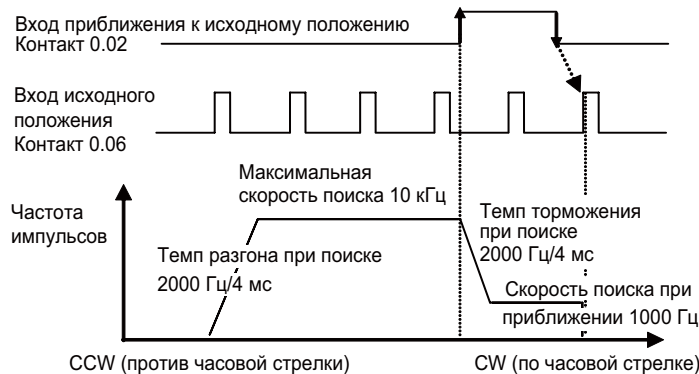 Вход приближения к исходному положению
Контакт 0.02
Вход исходного
положения
Контакт 0.06
Максимальная
скорость поиска 10 кГц
Частота
импульсов
Темп разгона при поиске
2000 Гц/4 мс
Темп торможения
при поиске
2000 Гц/4 мс
Скорость поиска при
приближении 1000 Гц
CCW (против часовой стрелки)
CW (по часовой стрелке)